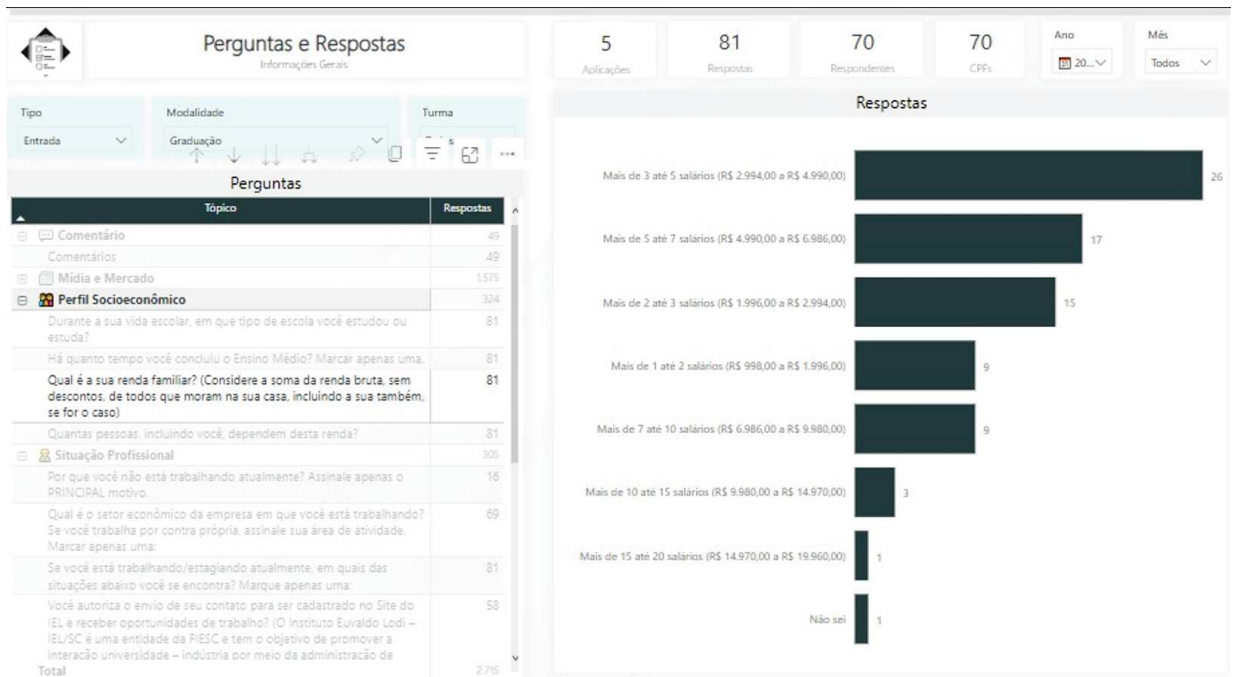 Perguntas e Respostas
Informações Gerais
5
Aplicações
81
Respostas
70
Respondentes
70
CPFs
Ano
20...
Mês
Todos
Tipo
Entrada
Modalidade
Graduação
Turma
Perguntas
Tópico Respostas
Comentário 49
Comentários 49
Mídia e Mercado 1.575
Perfil Socioeconômico 324
Durante a sua vida escolar, em que tipo de escola você estudou ou 81
estuda?
Há quanto tempo você concluiu o Ensino Médio? Marcar apenas uma. 81
Qual é a sua renda familiar? (Considere a soma da renda bruta, sem 81
descontos, de todos que moram na sua casa, incluindo a sua também,
se for o caso)
Quantas pessoas, incluindo você, dependem desta renda? 81
Situação Profissional 305
Por que você não está trabalhando atualmente? Assinale apenas o 16
PRINCIPAL motivo.
Qual é o setor econômico da empresa em que você está trabalhando? 69
Se você trabalha por contra própria, assinale sua área de atividade.
Marcar apenas uma:
Se você está trabalhando/estagiando atualmente, em quais das 81
situações abaixo você se encontra? Marque apenas uma:
Você autoriza o envio de seu contato para ser cadastrado no Site do 58
IEL e receber oportunidades de trabalho? (O Instituto Euvaldo Lodi –
IEL/SC é uma entidade da FIESC e tem o objetivo de promover a
interação universidade – indústria por meio da administração de
Total 2.715
Respostas
Mais de 3 até 5 salários (R$ 2.994,00 a R$ 4.990,00) 26
Mais de 5 até 7 salários (R$ 4.990,00 a R$ 6.986,00) 17
Mais de 2 até 3 salários (R$ 1.996,00 a R$ 2.994,00) 15
Mais de 1 até 2 salários (R$ 998,00 a R$ 1.996,00) 9
Mais de 7 até 10 salários (R$ 6.986,00 a R$ 9.980,00) 9
Mais de 10 até 15 salários (R$ 9.980,00 a R$ 14.970,00) 3
Mais de 15 até 20 salários (R$ 14.970,00 a R$ 19.960,00) 1
Não sei 1